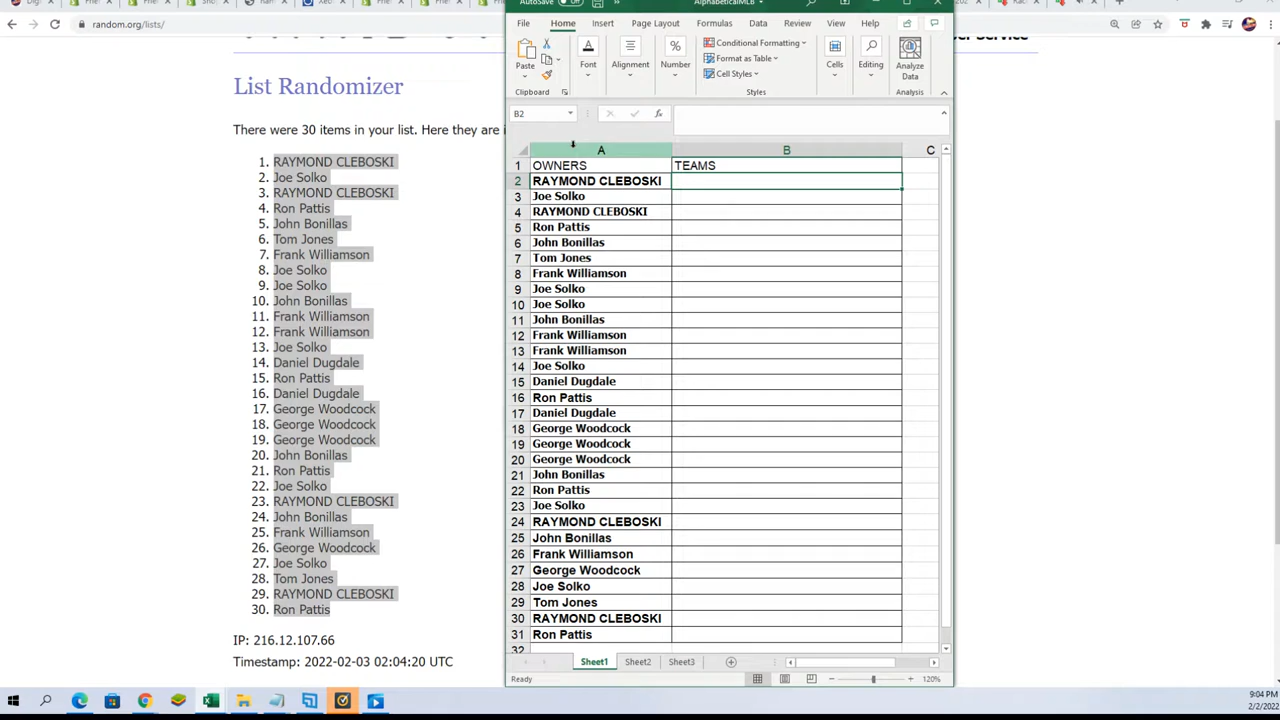 AutoSave Off
AlphabeticalMLB
random.org/lists/
File Home Insert Page Layout Formulas Data Review View Help
Paste Font Alignment Number Conditional Formatting Format as Table Cell Styles Cells Editing Analyze Data
Clipboard Styles Analysis
B2 fx
List Randomizer
There were 30 items in your list. Here they are i
1. RAYMOND CLEBOSKI
2. Joe Solko
3. RAYMOND CLEBOSKI
4. Ron Pattis
5. John Bonillas
6. Tom Jones
7. Frank Williamson
8. Joe Solko
9. Joe Solko
10. John Bonillas
11. Frank Williamson
12. Frank Williamson
13. Joe Solko
14. Daniel Dugdale
15. Ron Pattis
16. Daniel Dugdale
17. George Woodcock
18. George Woodcock
19. George Woodcock
20. John Bonillas
21. Ron Pattis
22. Joe Solko
23. RAYMOND CLEBOSKI
24. John Bonillas
25. Frank Williamson
26. George Woodcock
27. Joe Solko
28. Tom Jones
29. RAYMOND CLEBOSKI
30. Ron Pattis
IP: 216.12.107.66
Timestamp: 2022-02-03 02:04:20 UTC
A B C
1 OWNERS TEAMS
2 RAYMOND CLEBOSKI
3 Joe Solko
4 RAYMOND CLEBOSKI
5 Ron Pattis
6 John Bonillas
7 Tom Jones
8 Frank Williamson
9 Joe Solko
10 Joe Solko
11 John Bonillas
12 Frank Williamson
13 Frank Williamson
14 Joe Solko
15 Daniel Dugdale
16 Ron Pattis
17 Daniel Dugdale
18 George Woodcock
19 George Woodcock
20 George Woodcock
21 John Bonillas
22 Ron Pattis
23 Joe Solko
24 RAYMOND CLEBOSKI
25 John Bonillas
26 Frank Williamson
27 George Woodcock
28 Joe Solko
29 Tom Jones
30 RAYMOND CLEBOSKI
31 Ron Pattis
32
Sheet1 Sheet2 Sheet3
Ready 120%
9:04 PM
2/2/2022